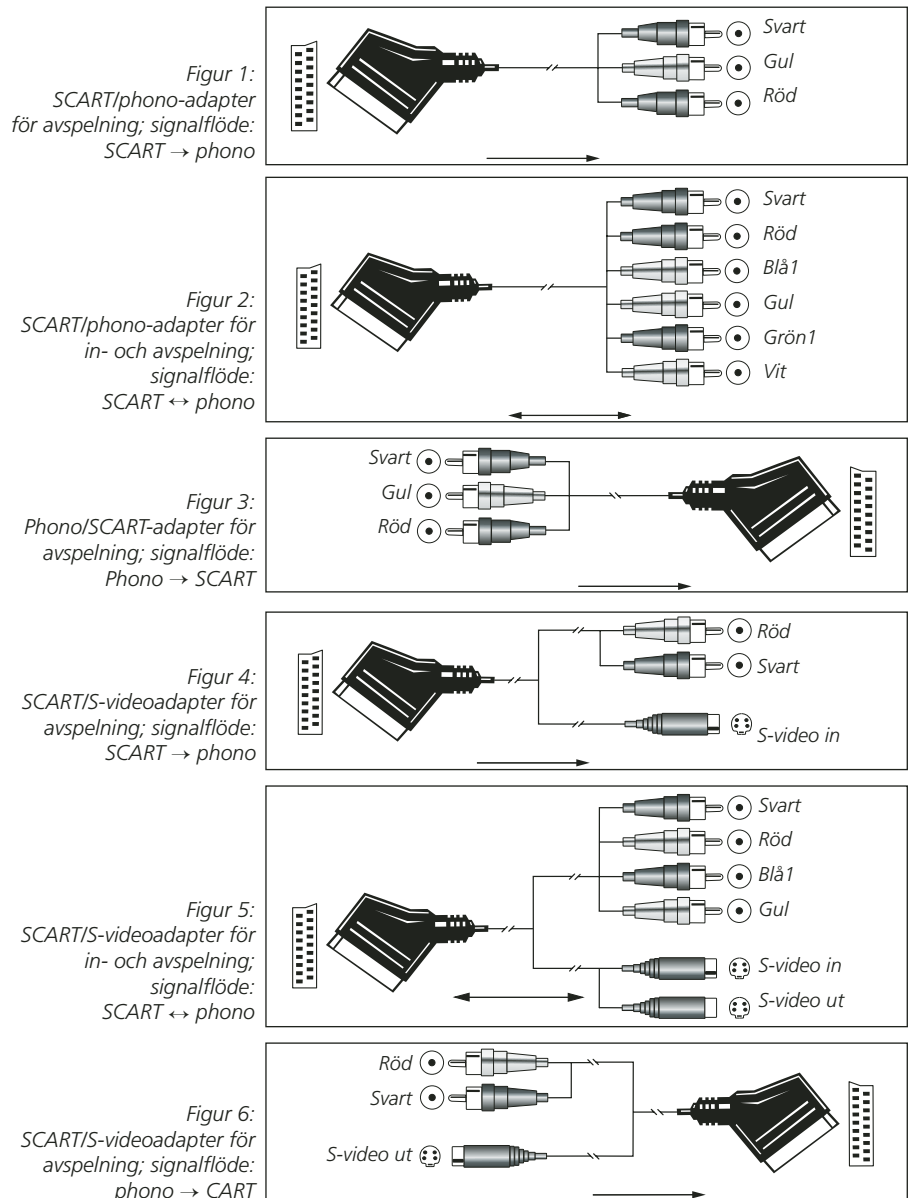 Figur 1:
SCART/phono-adapter
för avspelning; signalflöde:
SCART → phono
Svart
Gul
Röd
Figur 2:
SCART/phono-adapter för
in- och avspelning;
signalflöde:
SCART ↔ phono
Svart
Röd
Blå1
Gul
Grön1
Vit
Figur 3:
Phono/SCART-adapter för
avspelning; signalflöde:
Phono → SCART
Svart
Gul
Röd
Figur 4:
SCART/S-videoadapter för
avspelning; signalflöde:
SCART → phono
Röd
Svart
S-video in
Figur 5:
SCART/S-videoadapter för
in- och avspelning;
signalflöde:
SCART ↔ phono
Svart
Röd
Blå1
Gul
S-video in
S-video ut
Figur 6:
SCART/S-videoadapter för
avspelning; signalflöde:
phono → CART
Röd
Svart
S-video ut